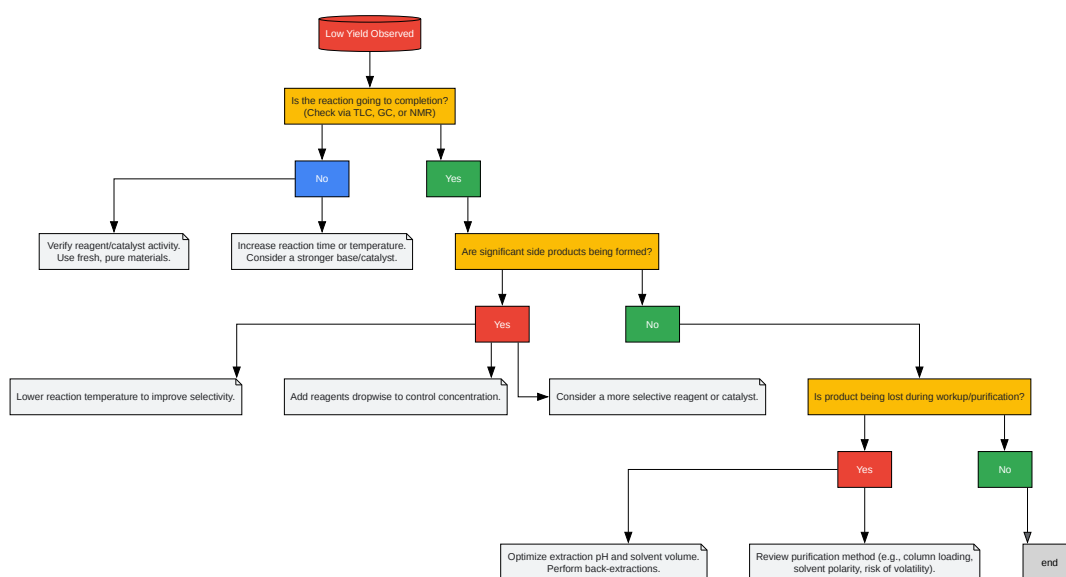 Low Yield Observed
Is the reaction going to completion?
(Check via TLC, GC, or NMR)
No
Yes
Verify reagent/catalyst activity.
Use fresh, pure materials.
Increase reaction time or temperature.
Consider a stronger base/catalyst.
Are significant side products being formed?
Yes
No
Lower reaction temperature to improve selectivity.
Add reagents dropwise to control concentration.
Consider a more selective reagent or catalyst.
Is product being lost during workup/purification?
Yes
No
Optimize extraction pH and solvent volume.
Perform back-extractions.
Review purification method (e.g., column loading,
solvent polarity, risk of volatility).
end